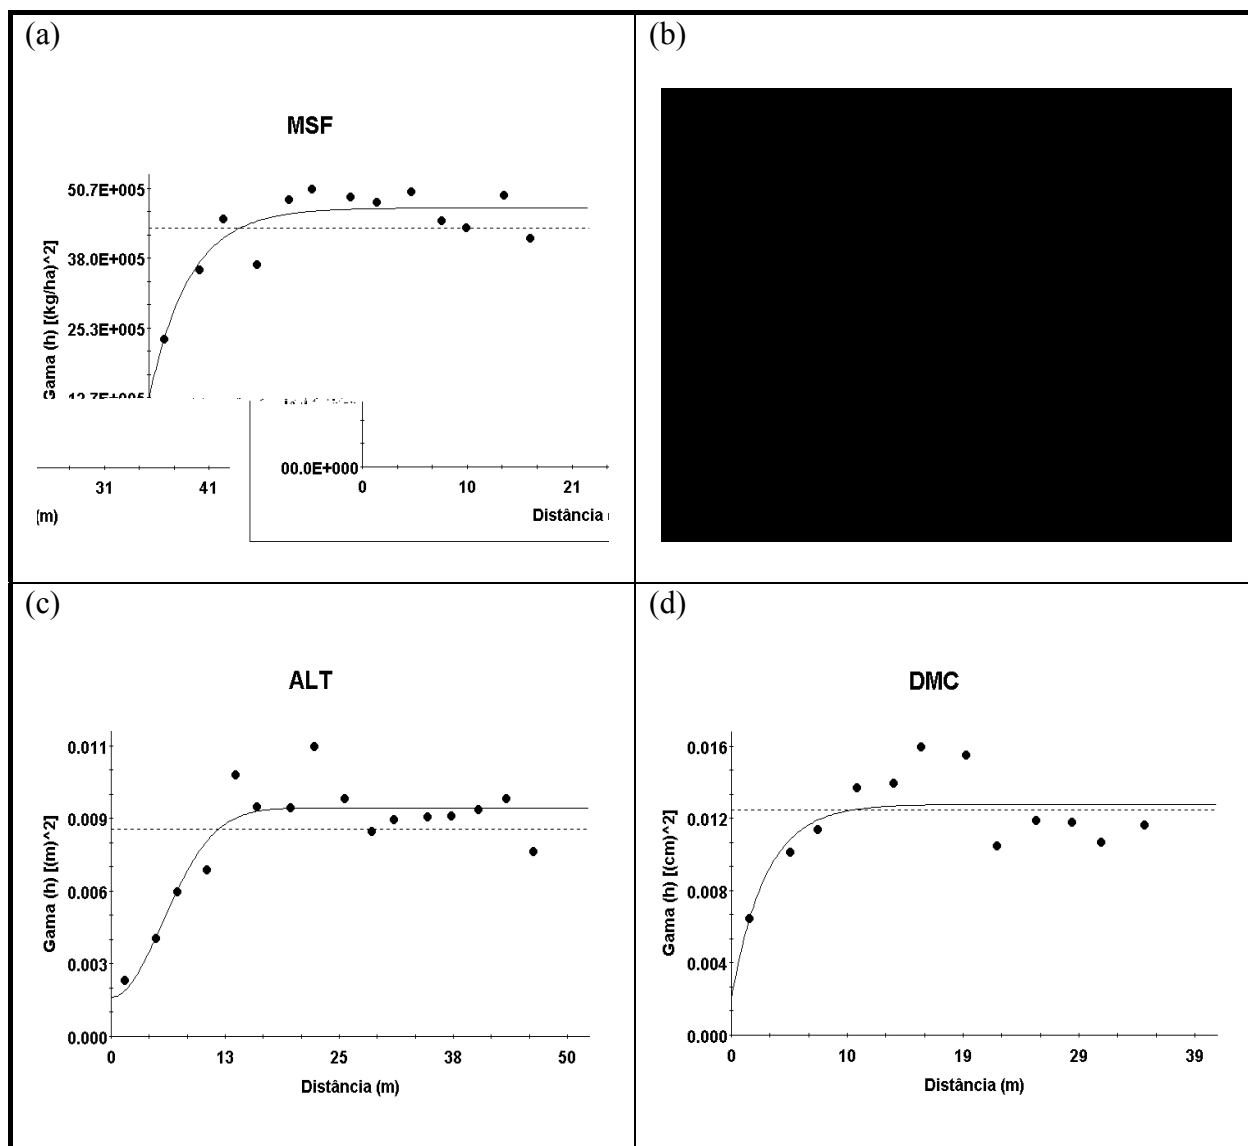 (a)
MSF
Gama (h) [(kg/ha)^2]
50.7E+005
38.0E+005
25.3E+005
00.0E+000
31 41
0 10 21
(m)
Distância
(b)
(c)
ALT
Gama (h) [(m)^2]
0.011
0.009
0.006
0.003
0.000
0 13 25 38 50
Distância (m)
(d)
DMC
Gama (h) [(cm)^2]
0.016
0.012
0.008
0.004
0.000
0 10 19 29 39
Distância (m)